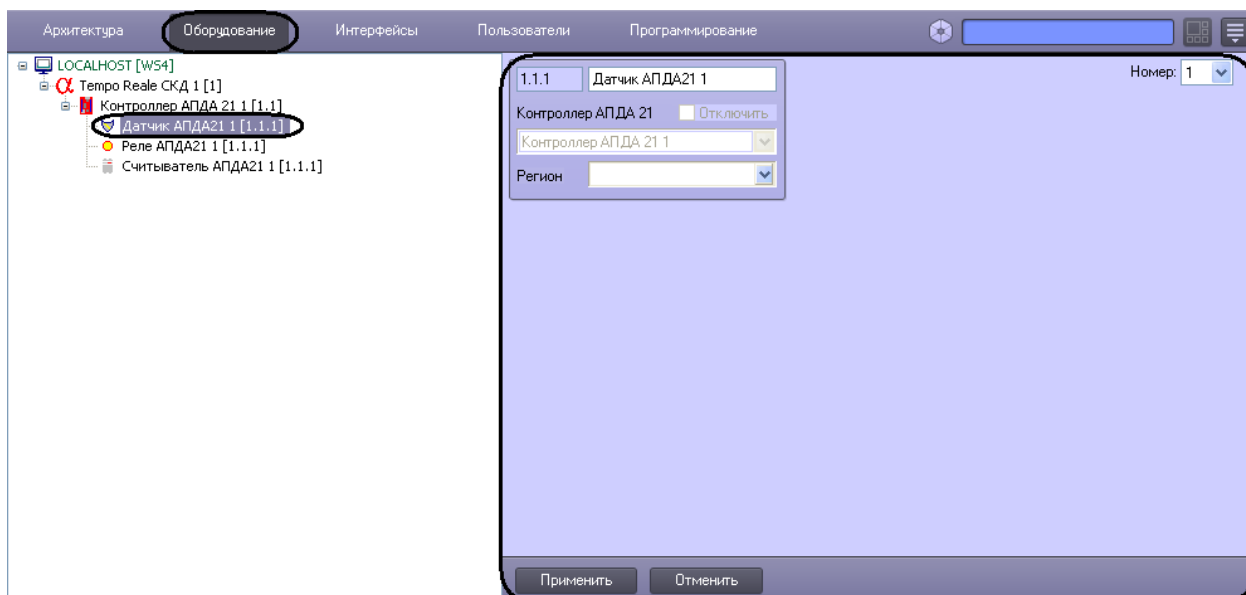 Архитектура Оборудование Интерфейсы Пользователи Программирование
LOCALHOST [WS4]
Tempo Reale СКД 1 [1]
Контроллер АПДА 21 1 [1.1]
Датчик АПДА21 1 [1.1.1]
Реле АПДА21 1 [1.1.1]
Считыватель АПДА21 1 [1.1.1]
1.1.1 Датчик АПДА21 1
Номер: 1
Контроллер АПДА 21 Отключить
Контроллер АПДА 21 1
Регион
Применить Отменить